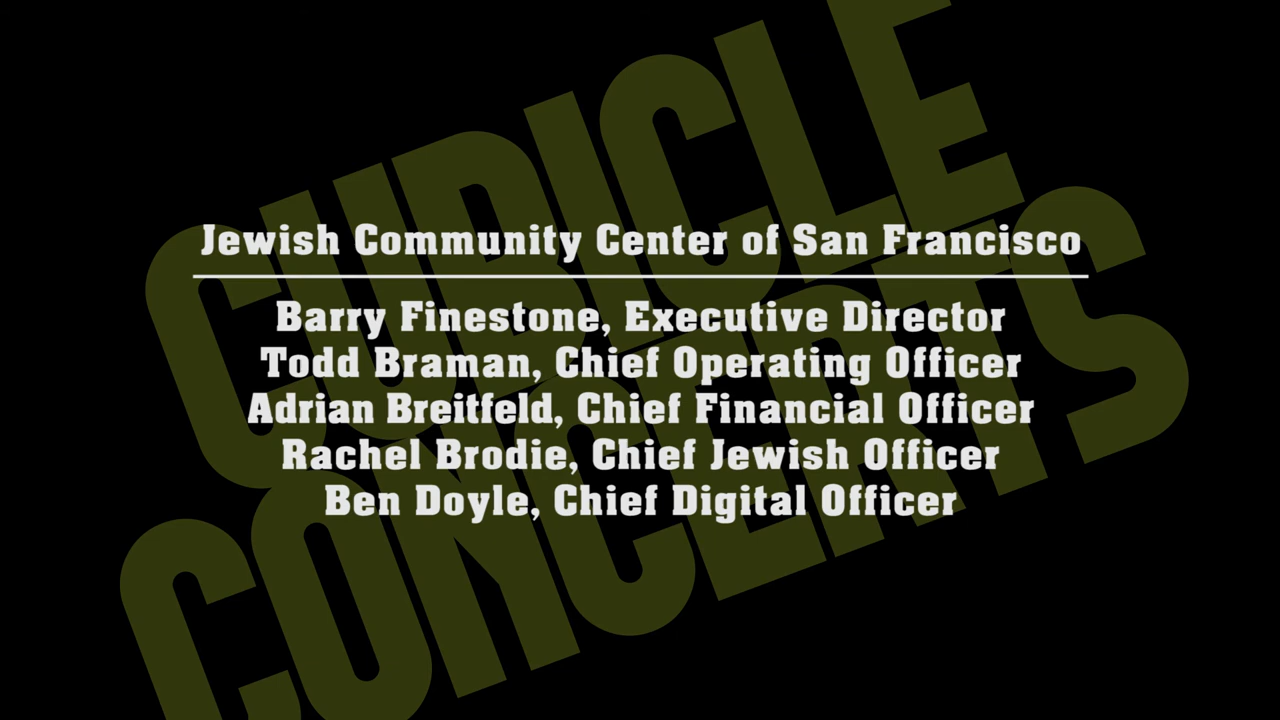 CUBICLE
CONCERTS
Jewish Community Center of San Francisco
Barry Finestone, Executive Director
Todd Braman, Chief Operating Officer
Adrian Breitfeld, Chief Financial Officer
Rachel Brodie, Chief Jewish Officer
Ben Doyle, Chief Digital Officer